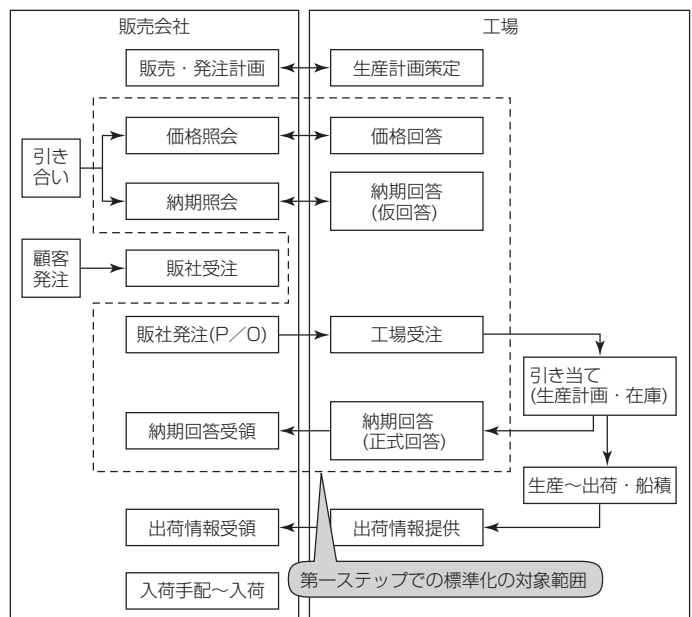 販売会社
工場
販売・発注計画
生産計画策定
引き
合い
価格照会
価格回答
納期照会
納期回答
(仮回答)
顧客
発注
販社受注
販社発注(P／O)
工場受注
引き当て
(生産計画・在庫)
納期回答受領
納期回答
(正式回答)
生産～出荷・船積
出荷情報受領
出荷情報提供
第一ステップでの標準化の対象範囲
入荷手配～入荷